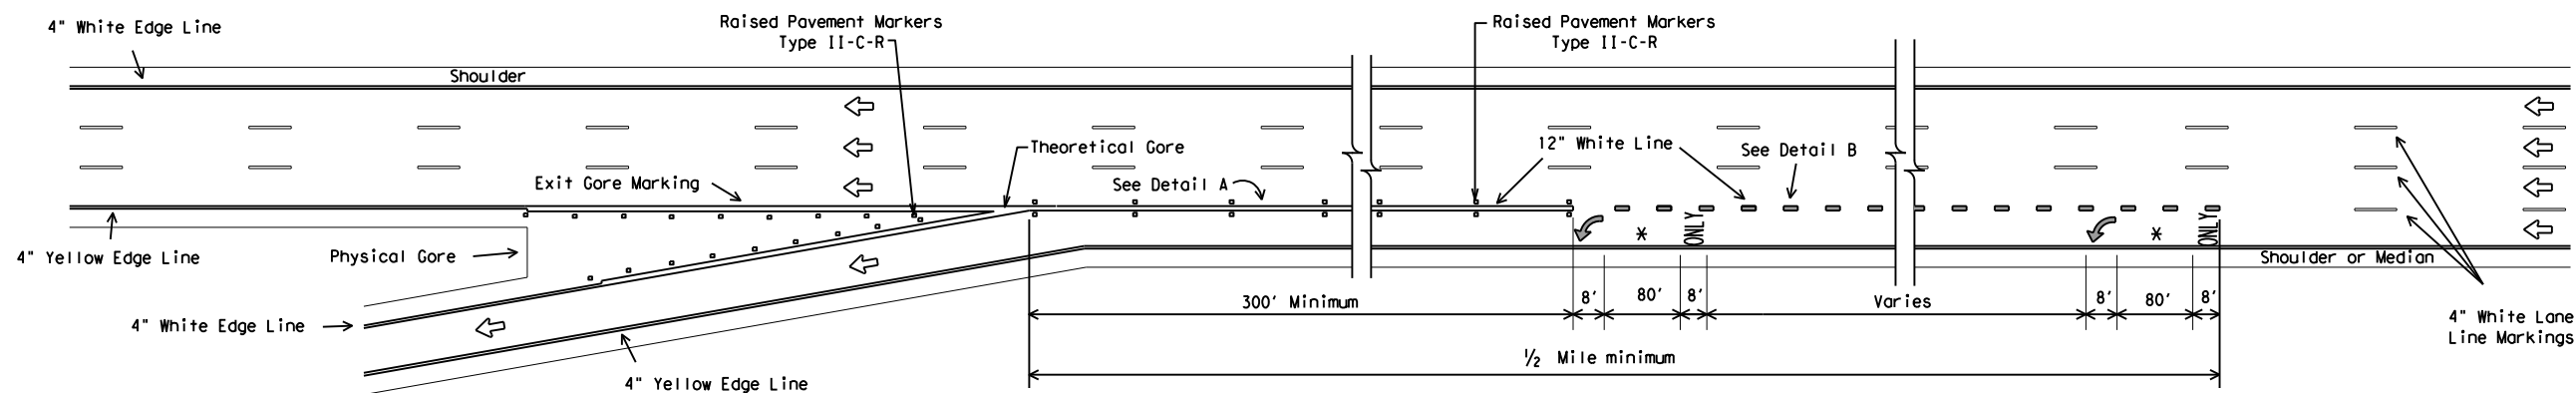 4" White Edge Line
Raised Pavement Markers
Type II-C-R
Raised Pavement Markers
Type II-C-R
Shoulder
12" White Line
See Detail B
Theoretical Gore
Exit Gore Marking
See Detail A
ONLY
*
ONLY
*
Physical Gore
4" Yellow Edge Line
Shoulder or Median
300' Minimum
8'
80'
8'
Varies
8'
80'
8'
4" White Edge Line
4" White Lane
Line Markings
½ Mile minimum
4" Yellow Edge Line